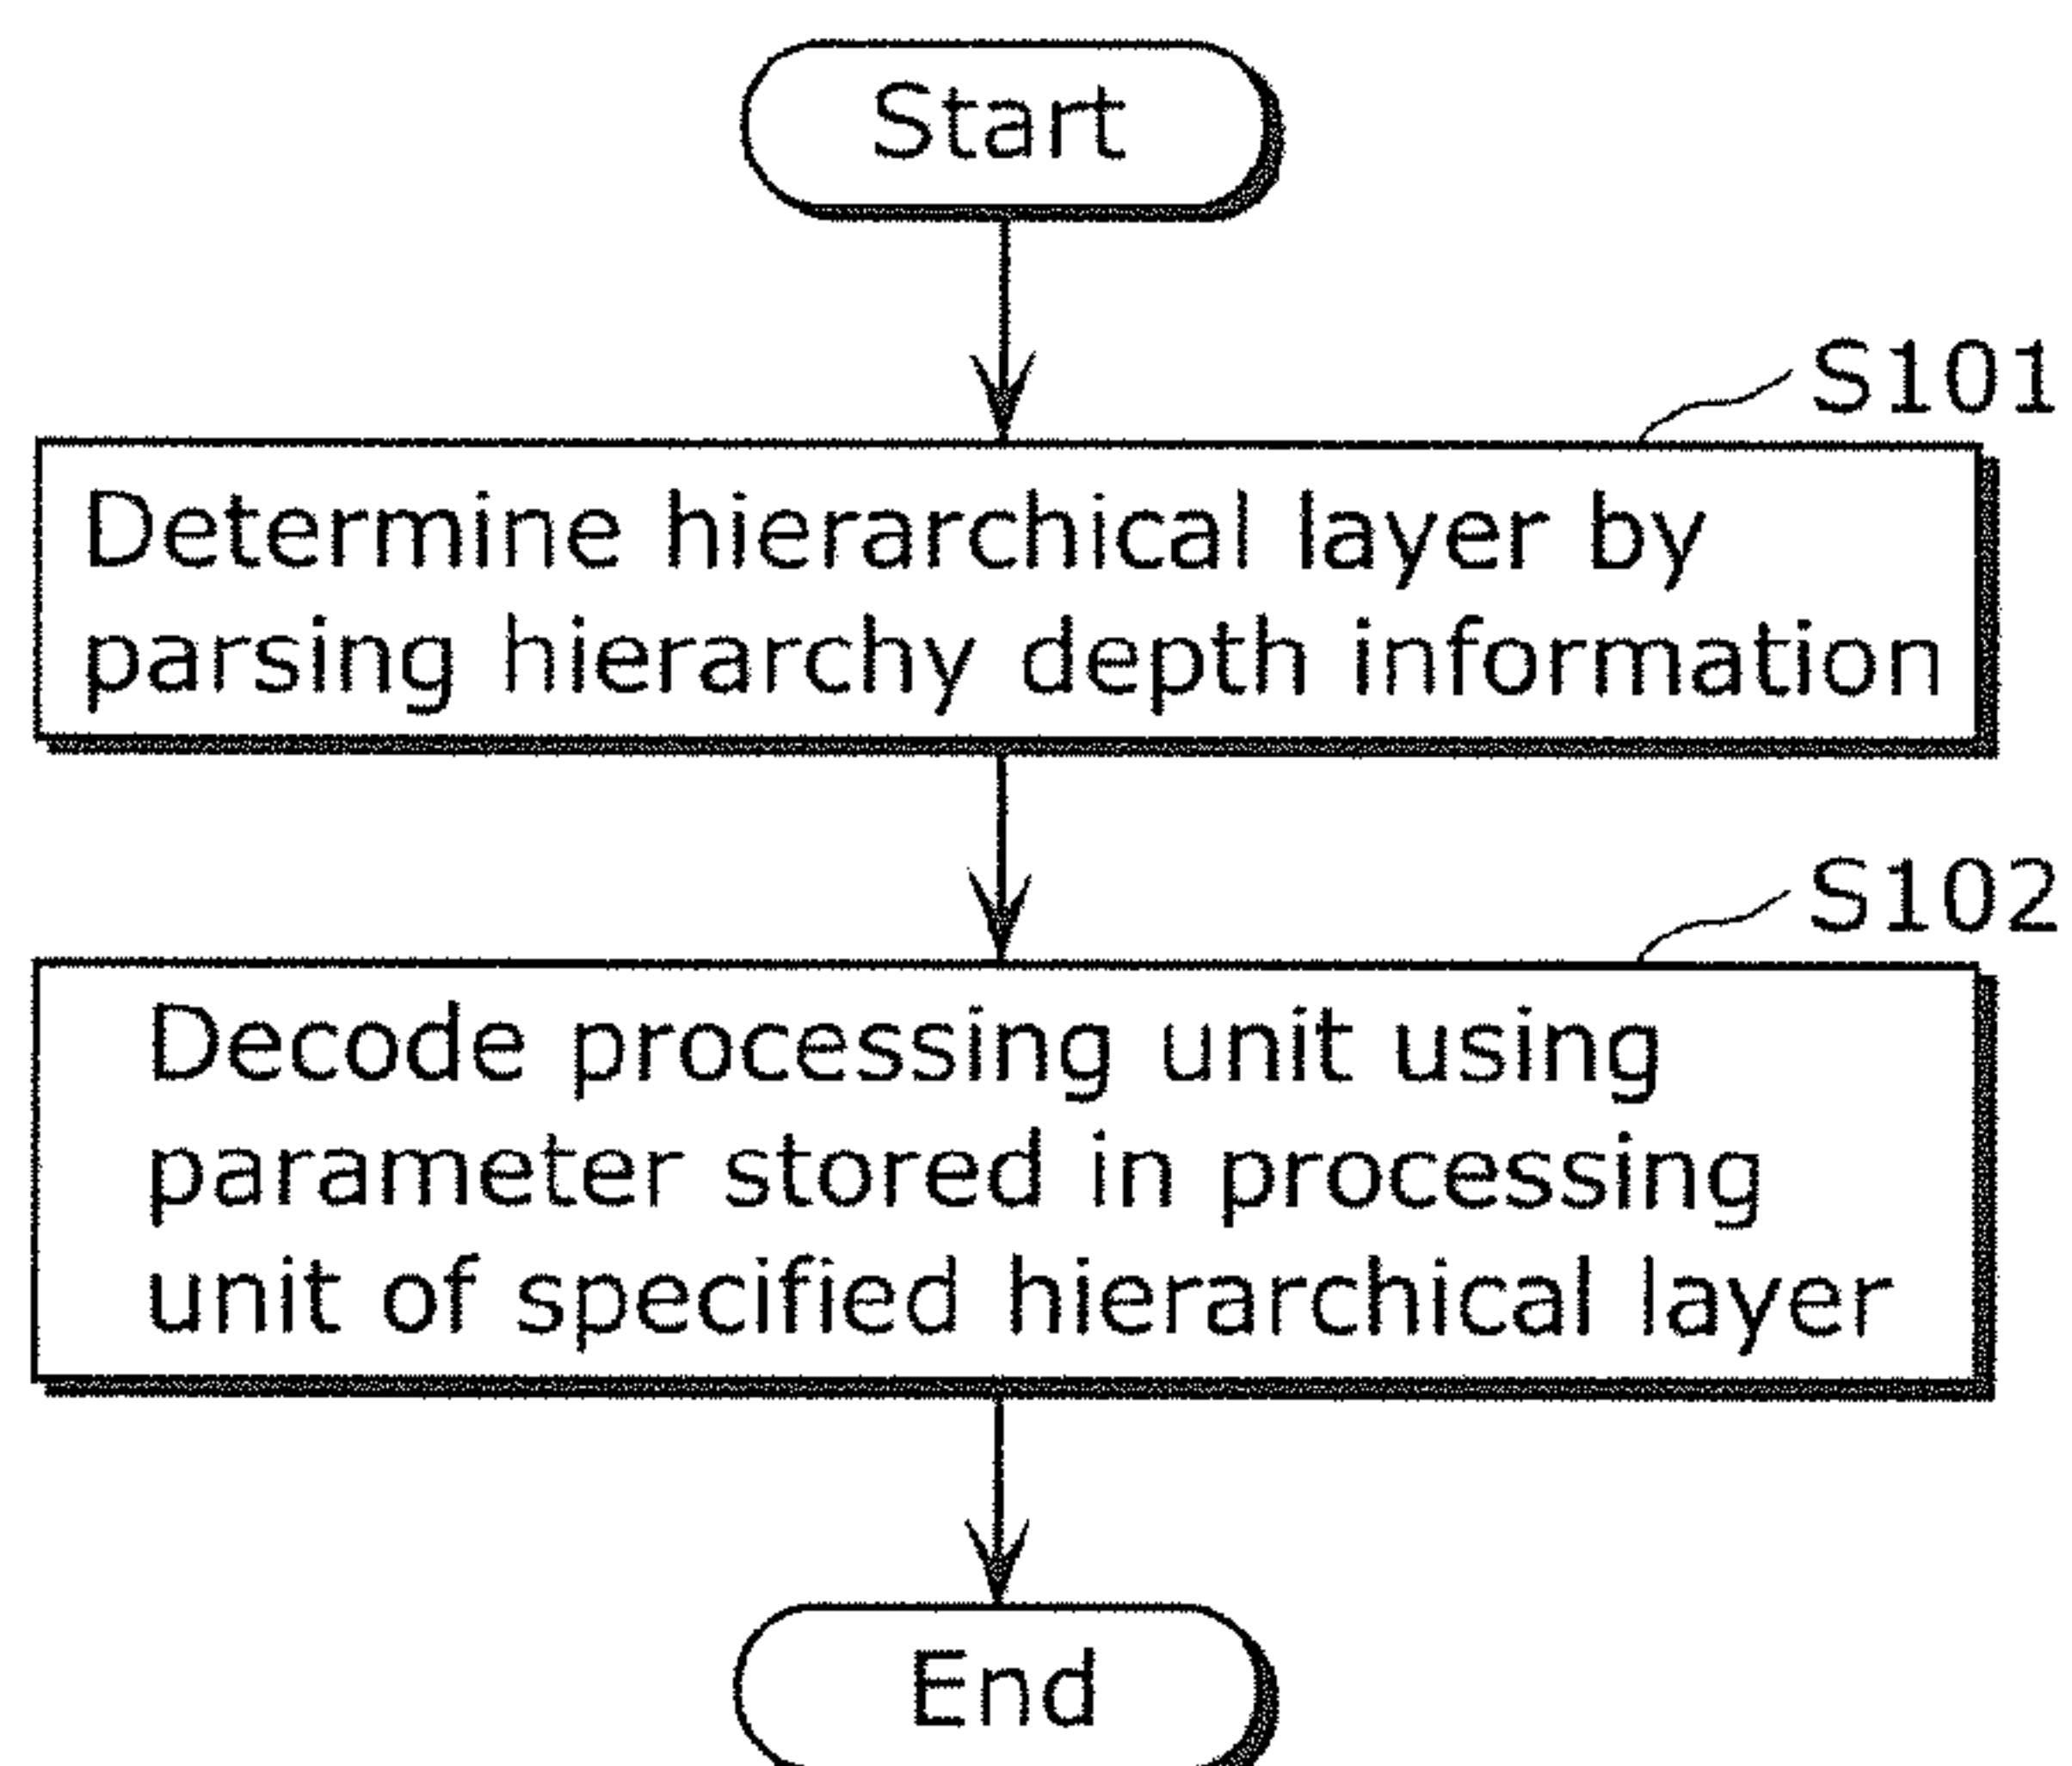 Start
S101
Determine hierarchical layer by
parsing hierarchy depth information
S102
Decode processing unit using
parameter stored in processing
unit of specified hierarchical layer
End